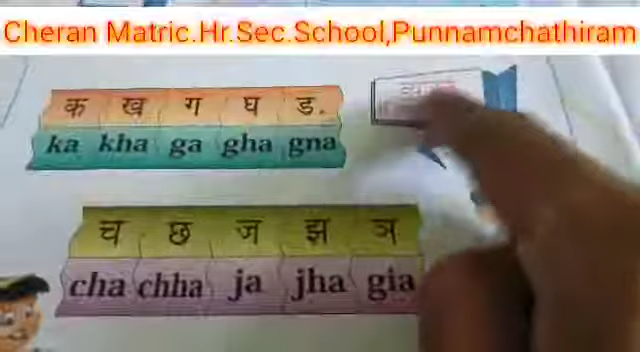 Cheran Matric.Hr.Sec.School,Punnamchathiram
क ख ग घ ड.
ka kha ga gha gna
च छ ज झ ञ
cha chha ja jha gia